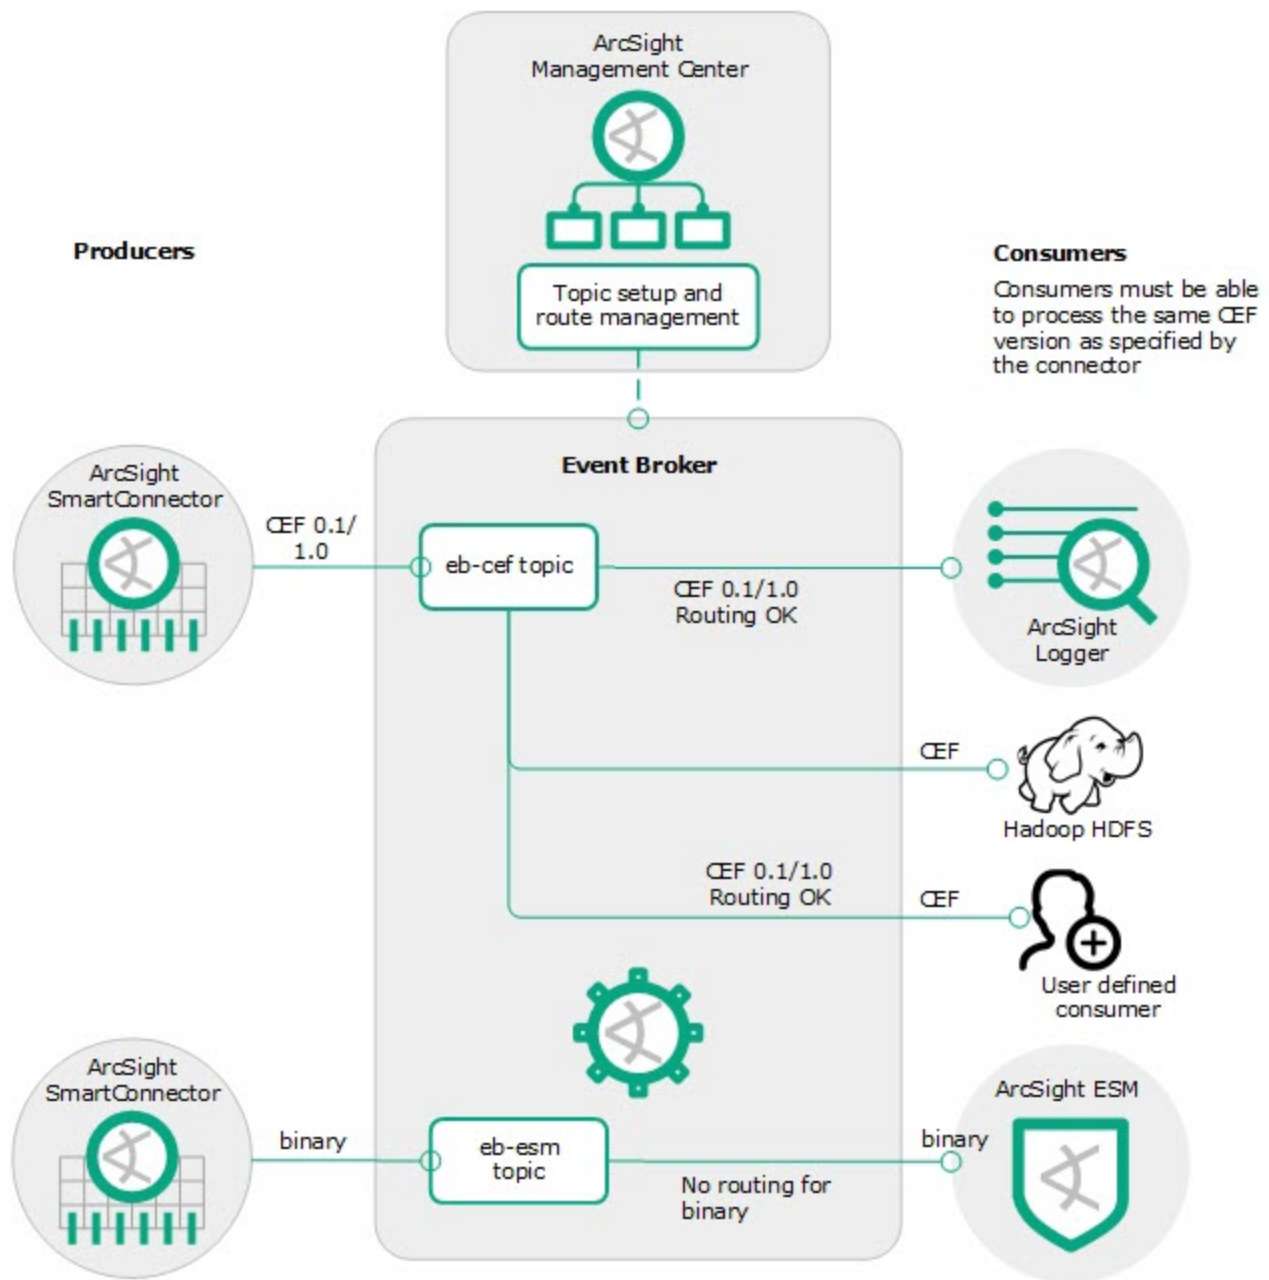 ArcSight
Management Center
Topic setup and
route management
Producers
Consumers
Consumers must be able
to process the same CEF
version as specified by
the connector
Event Broker
ArcSight
SmartConnector
CEF 0.1/
1.0
eb-cef topic
CEF 0.1/1.0
Routing OK
ArcSight
Logger
CEF
Hadoop HDFS
CEF 0.1/1.0
Routing OK
CEF
User defined
consumer
ArcSight
SmartConnector
binary
eb-esm
topic
No routing for
binary
binary
ArcSight ESM